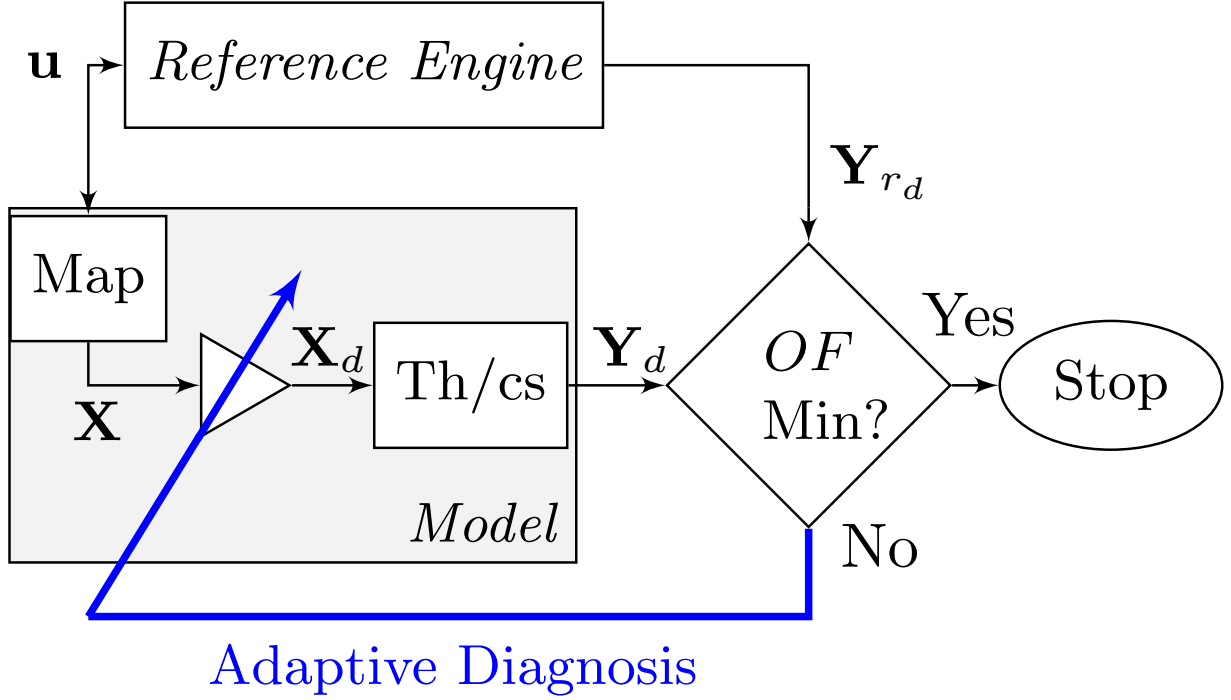 u
Reference Engine
Y_{r_d}
Map
Yes
X_d
Y_d
OF
Min?
Th/cs
Stop
X
Model
No
Adaptive Diagnosis